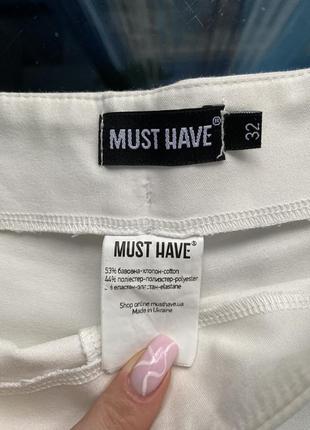 MUST HAVE®
32
MUST HAVE®
53% бавовна-хлопок-cotton
44% поліестер-полиэстер-polyester
3% еластан-эластан-elastane
Shop online musthave.ua
Made in Ukraine